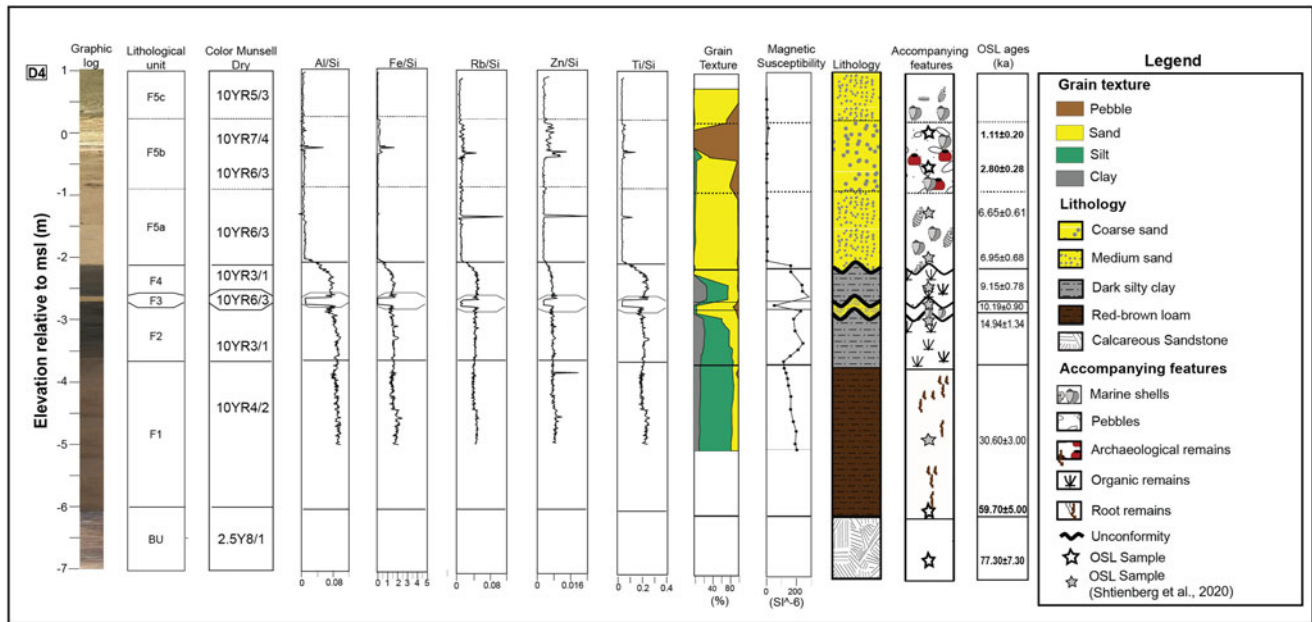 Graphic log
Lithological unit
Color Munsell Dry
Al/Si
Fe/Si
Rb/Si
Zn/Si
Ti/Si
Grain Texture
Magnetic Susceptibility
Lithology
Accompanying features
OSL ages (ka)
D4
Elevation relative to msl (m)
1
0
-1
-2
-3
-4
-5
-6
-7
F5c
F5b
F5a
F4
F3
F2
F1
BU
10YR5/3
10YR7/4
10YR6/3
10YR6/3
10YR3/1
10YR6/3
10YR3/1
10YR4/2
2.5Y8/1
0 0.08
0 1 2 3 4 5
0 0.08
0 0.016
0 0.2
40 80
(%)
0 200
(SI^-6)
1.11±0.20
2.80±0.28
6.65±0.61
6.95±0.68
9.15±0.78
10.19±0.90
14.94±1.34
30.60±3.00
59.70±5.00
77.30±7.30
Legend
Grain texture
Pebble
Sand
Silt
Clay
Lithology
Coarse sand
Medium sand
Dark silty clay
Red-brown loam
Calcareous Sandstone
Accompanying features
Marine shells
Pebbles
Archaeological remains
Organic remains
Root remains
Unconformity
OSL Sample
OSL Sample
(Shtienberg et al., 2020)